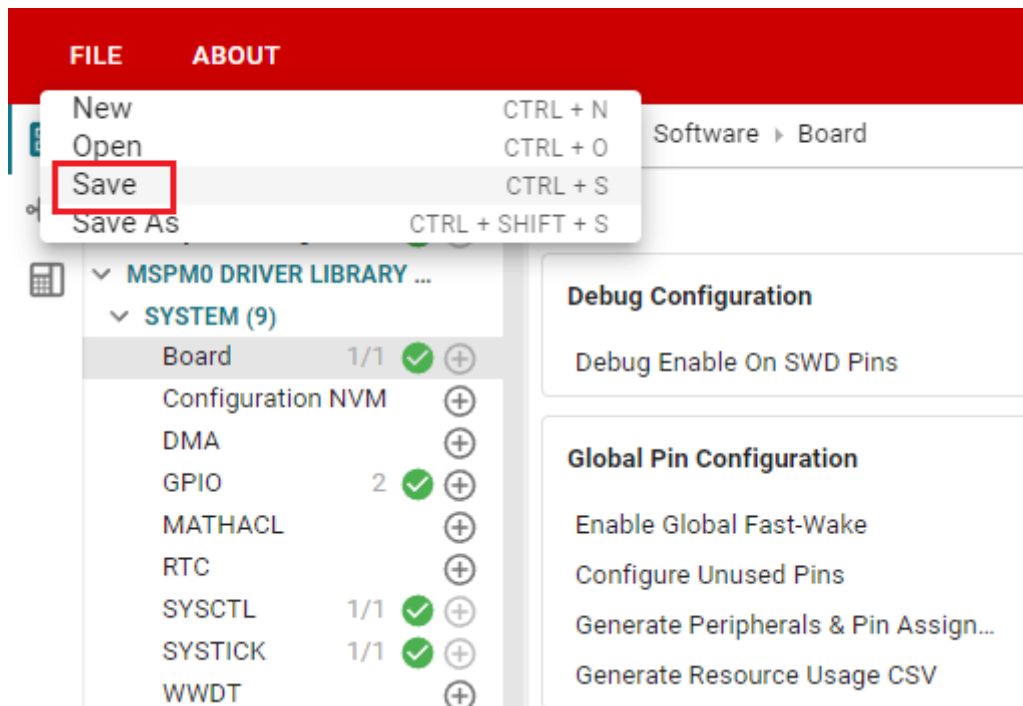 FILE ABOUT
New CTRL + N
Open CTRL + O
Save CTRL + S
Save As CTRL + SHIFT + S
Software Board
MSPM0 DRIVER LIBRARY ...
SYSTEM (9)
Board 1/1
Configuration NVM
DMA
GPIO 2
MATHACL
RTC
SYSCTL 1/1
SYSTICK 1/1
WWDT
Debug Configuration
Debug Enable On SWD Pins
Global Pin Configuration
Enable Global Fast-Wake
Configure Unused Pins
Generate Peripherals & Pin Assign...
Generate Resource Usage CSV